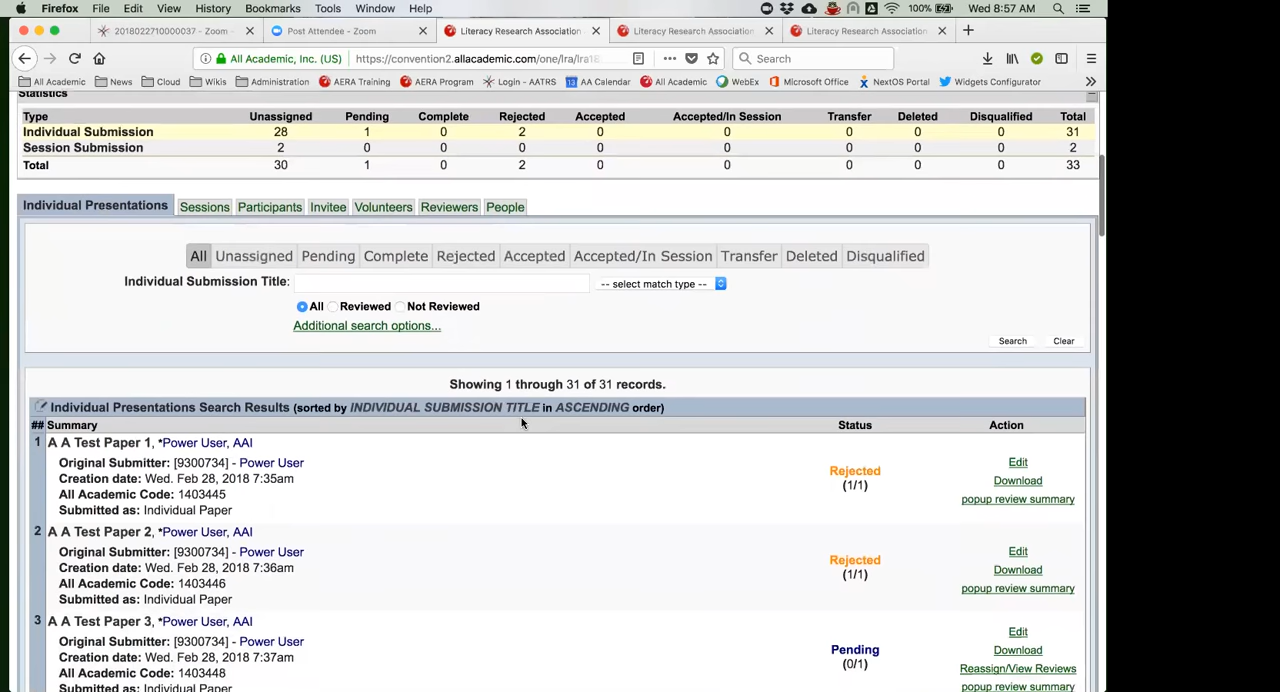 Firefox File Edit View History Bookmarks Tools Window Help 100% Wed 8:57 AM
2018022710000037 - Zoom Post Attendee - Zoom Literacy Research Association Literacy Research Association Literacy Research Association
All Academic, Inc. (US) https://convention2.allacademic.com/one/lra/lra18 Search
All Academic News Cloud Wikis Administration AERA Training AERA Program Login - AATRS AA Calendar All Academic WebEx Microsoft Office NextOS Portal Widgets Configurator
Statistics
Type Unassigned Pending Complete Rejected Accepted Accepted/In Session Transfer Deleted Disqualified Total
Individual Submission 28 1 0 2 0 0 0 0 0 31
Session Submission 2 0 0 0 0 0 0 0 0 2
Total 30 1 0 2 0 0 0 0 0 33
Individual Presentations Sessions Participants Invitee Volunteers Reviewers People
All Unassigned Pending Complete Rejected Accepted Accepted/In Session Transfer Deleted Disqualified
Individual Submission Title: -- select match type --
All Reviewed Not Reviewed
Additional search options...
Search Clear
Showing 1 through 31 of 31 records.
Individual Presentations Search Results (sorted by INDIVIDUAL SUBMISSION TITLE in ASCENDING order)
## Summary Status Action
1 A A Test Paper 1, *Power User, AAI
Original Submitter: [9300734] - Power User Rejected Edit
Creation date: Wed. Feb 28, 2018 7:35am (1/1) Download
All Academic Code: 1403445 popup review summary
Submitted as: Individual Paper
2 A A Test Paper 2, *Power User, AAI
Original Submitter: [9300734] - Power User Rejected Edit
Creation date: Wed. Feb 28, 2018 7:36am (1/1) Download
All Academic Code: 1403446 popup review summary
Submitted as: Individual Paper
3 A A Test Paper 3, *Power User, AAI
Original Submitter: [9300734] - Power User Pending Edit
Creation date: Wed. Feb 28, 2018 7:37am (0/1) Download
All Academic Code: 1403448 Reassign/View Reviews
Submitted as: Individual Paper popup review summary